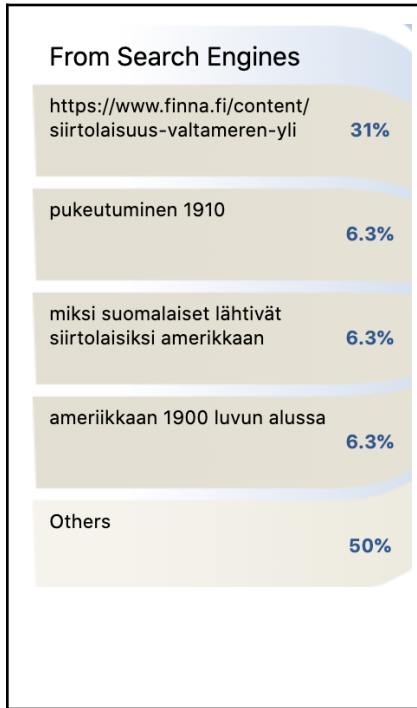 From Search Engines
https://www.finna.fi/content/
siirtolaisuus-valtameren-yli
31%
pukeutuminen 1910
6.3%
miksi suomalaiset lähtivät
siirtolaisiksi amerikkaan
6.3%
ameriikkaan 1900 luvun alussa
6.3%
Others
50%